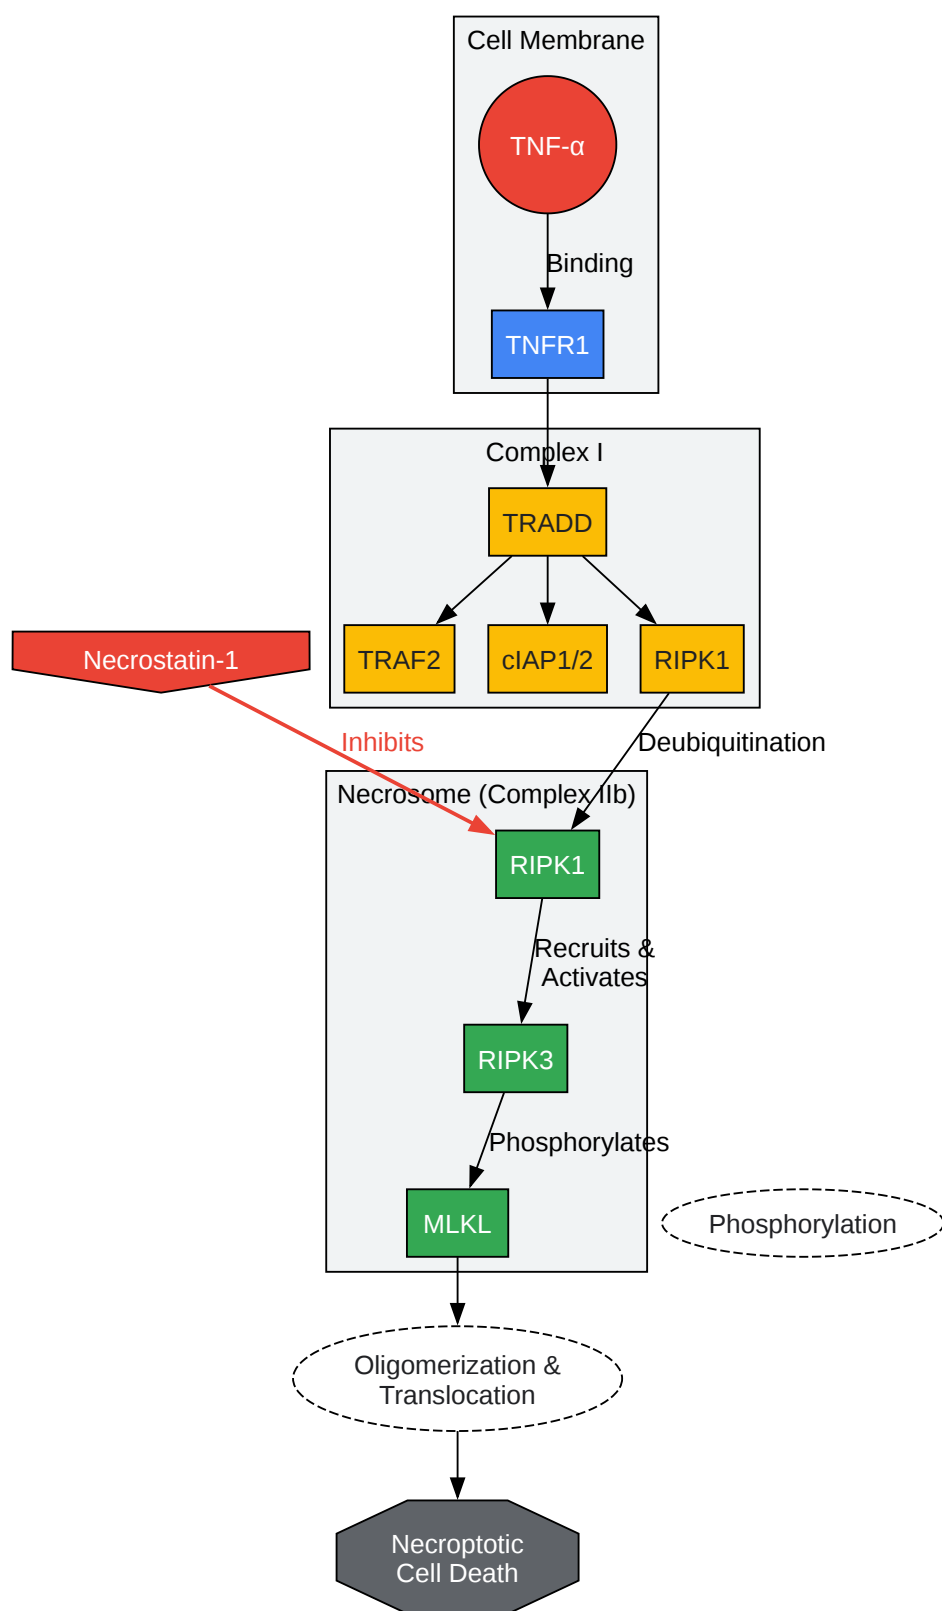 Cell Membrane
TNF-α
Binding
TNFR1
Complex I
TRADD
TRAF2
cIAP1/2
RIPK1
Necrostatin-1
Inhibits
Deubiquitination
Necrosome (Complex IIb)
RIPK1
Recruits &
Activates
RIPK3
Phosphorylates
MLKL
Phosphorylation
Oligomerization &
Translocation
Necroptotic
Cell Death